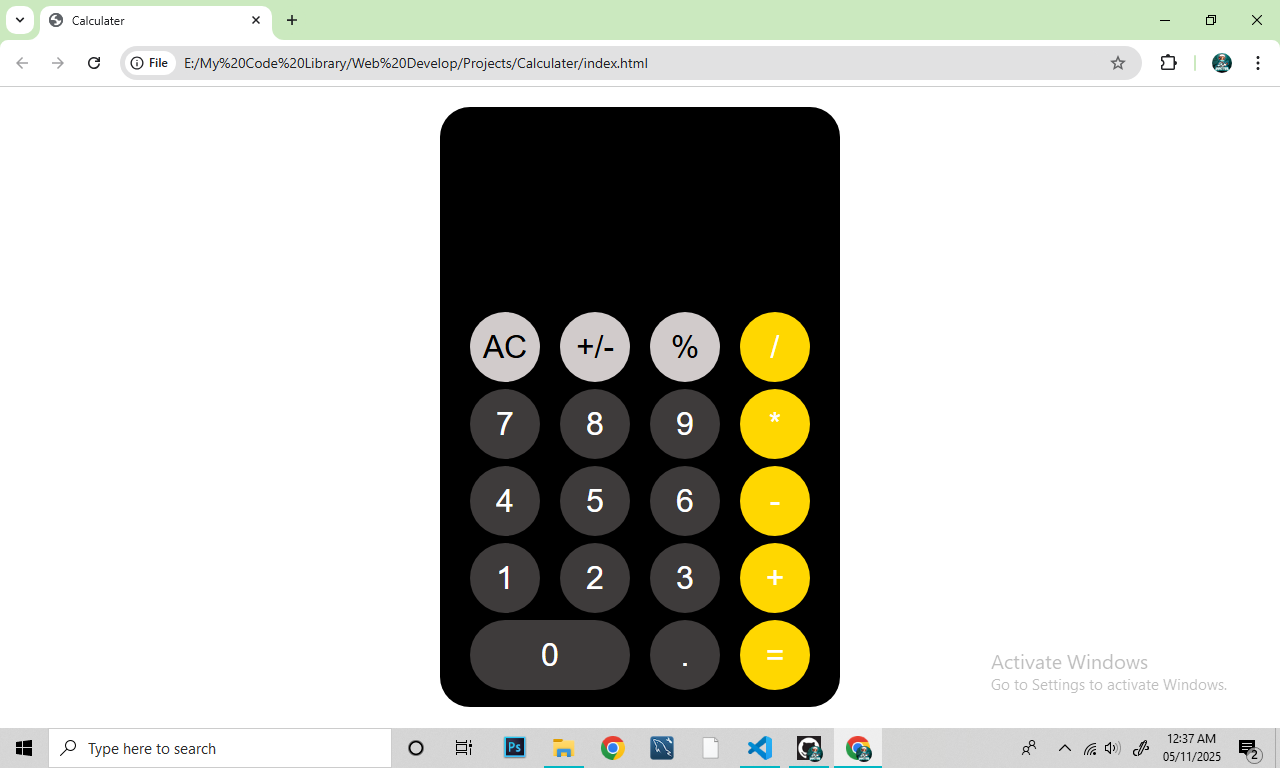 Calculater
File
E:/My%20Code%20Library/Web%20Develop/Projects/Calculater/index.html
AC +/- % /
7 8 9 *
4 5 6 -
1 2 3 +
0 . =
Activate Windows
Go to Settings to activate Windows.
Type here to search
Ps
12:37 AM
05/11/2025
2